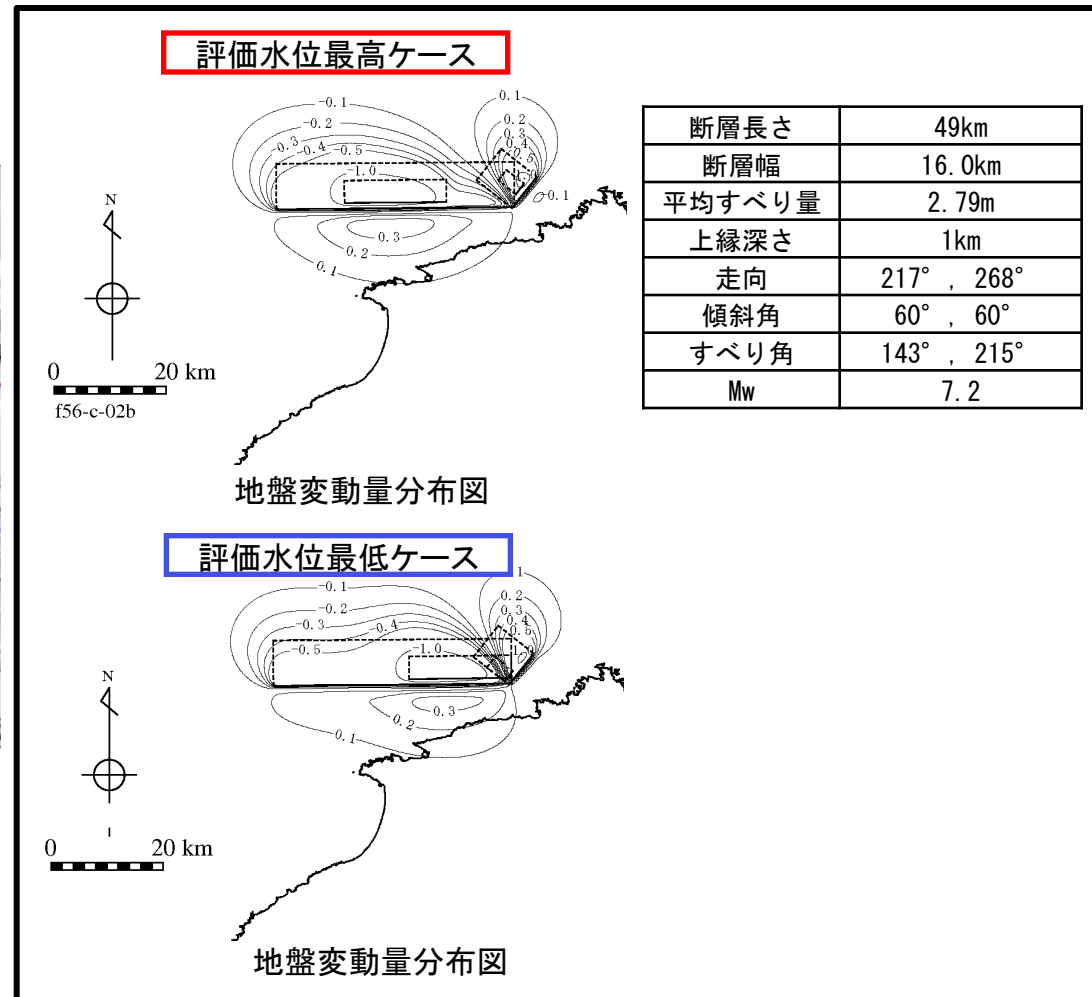 評価水位最高ケース
-0.1
-0.2
-0.3
-0.4
-0.5
-1.0
0.1
0.2
0.3
0.4
-0.1
0.3
0.2
0.1
N
0 20 km
f56-c-02b
地盤変動量分布図
断層長さ 49km
断層幅 16.0km
平均すべり量 2.79m
上縁深さ 1km
走向 217° , 268°
傾斜角 60° , 60°
すべり角 143° , 215°
Mw 7.2
評価水位最低ケース
-0.1
-0.2
-0.3
-0.4
-0.5
-1.0
0.2
0.3
0.4
0.5
0.3
0.2
0.1
N
0 20 km
地盤変動量分布図